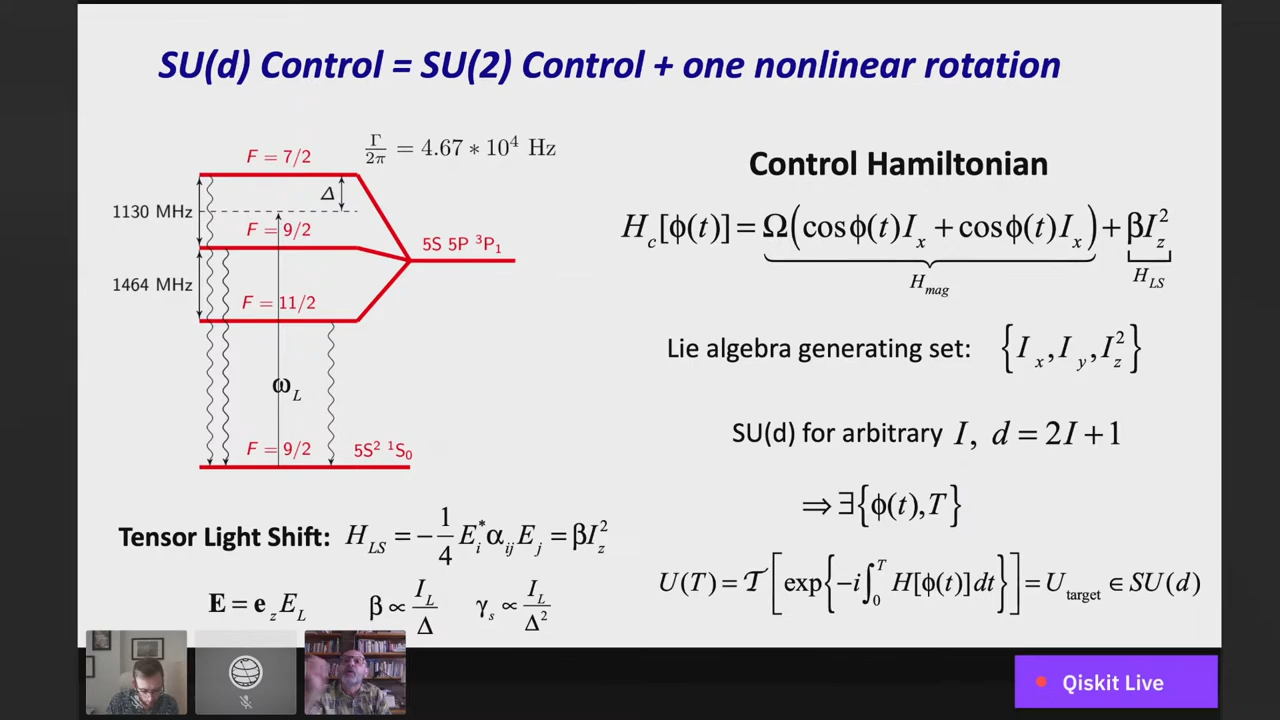 SU(d) Control = SU(2) Control + one nonlinear rotation
Γ/2π = 4.67 * 10⁴ Hz
F = 7/2
Δ
1130 MHz
F = 9/2
5S 5P ³P₁
1464 MHz
F = 11/2
ω_L
F = 9/2
5S² ¹S₀
Tensor Light Shift: H_LS = −1/4 E_i* α_ij E_j = βI_z²
E = e_z E_L
β ∝ I_L/Δ
γ_s ∝ I_L/Δ²
Control Hamiltonian
H_c[ϕ(t)] = Ω(cosϕ(t)I_x + cosϕ(t)I_x) + βI_z²
H_mag
H_LS
Lie algebra generating set: {I_x, I_y, I_z²}
SU(d) for arbitrary I, d = 2I + 1
⇒ ∃{ϕ(t), T}
U(T) = 𝒯[exp{−i∫₀ᵀ H[ϕ(t)]dt}] = U_target ∈ SU(d)
Qiskit Live